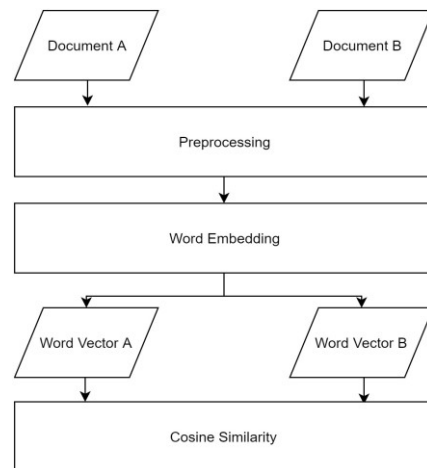 Document A
Document B
Preprocessing
Word Embedding
Word Vector A
Word Vector B
Cosine Similarity